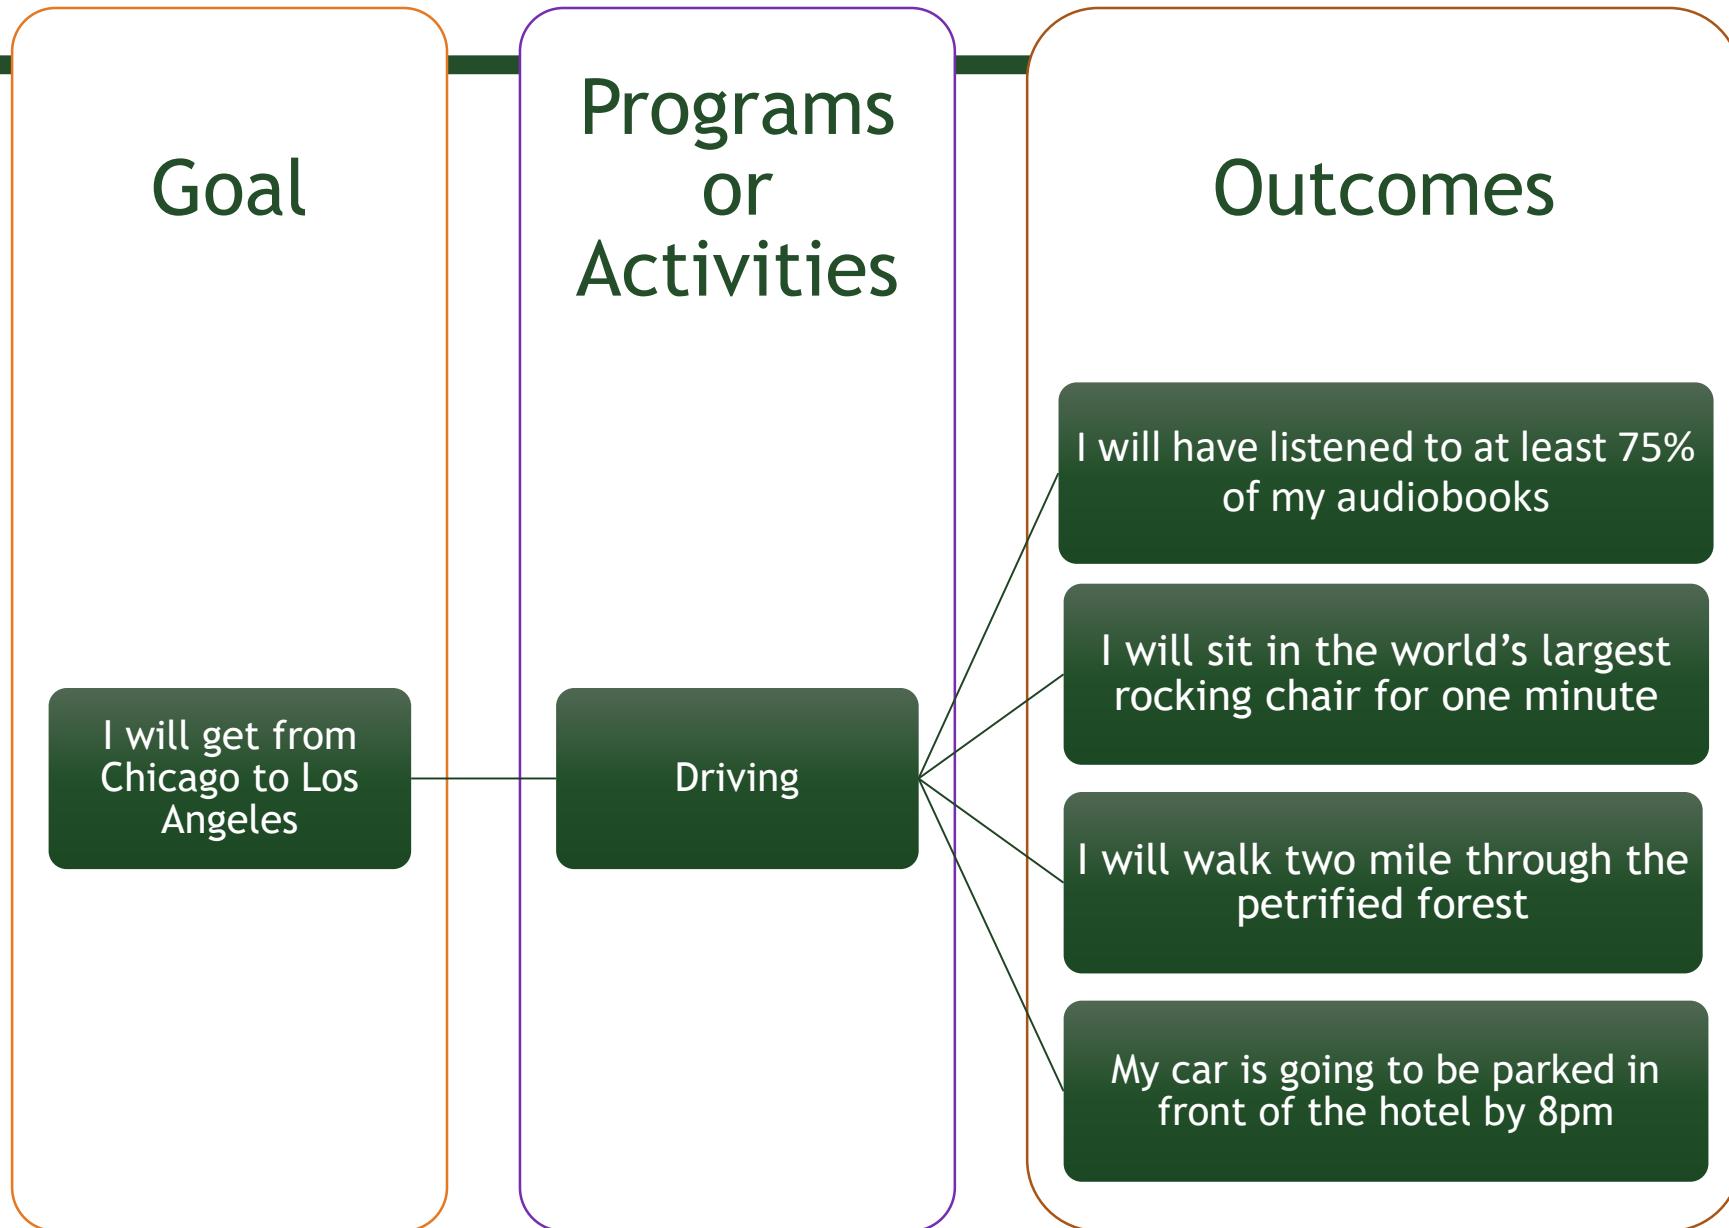 Goal
Programs
or
Activities
Outcomes
I will get from
Chicago to Los
Angeles
Driving
I will have listened to at least 75%
of my audiobooks
I will sit in the world’s largest
rocking chair for one minute
I will walk two mile through the
petrified forest
My car is going to be parked in
front of the hotel by 8pm